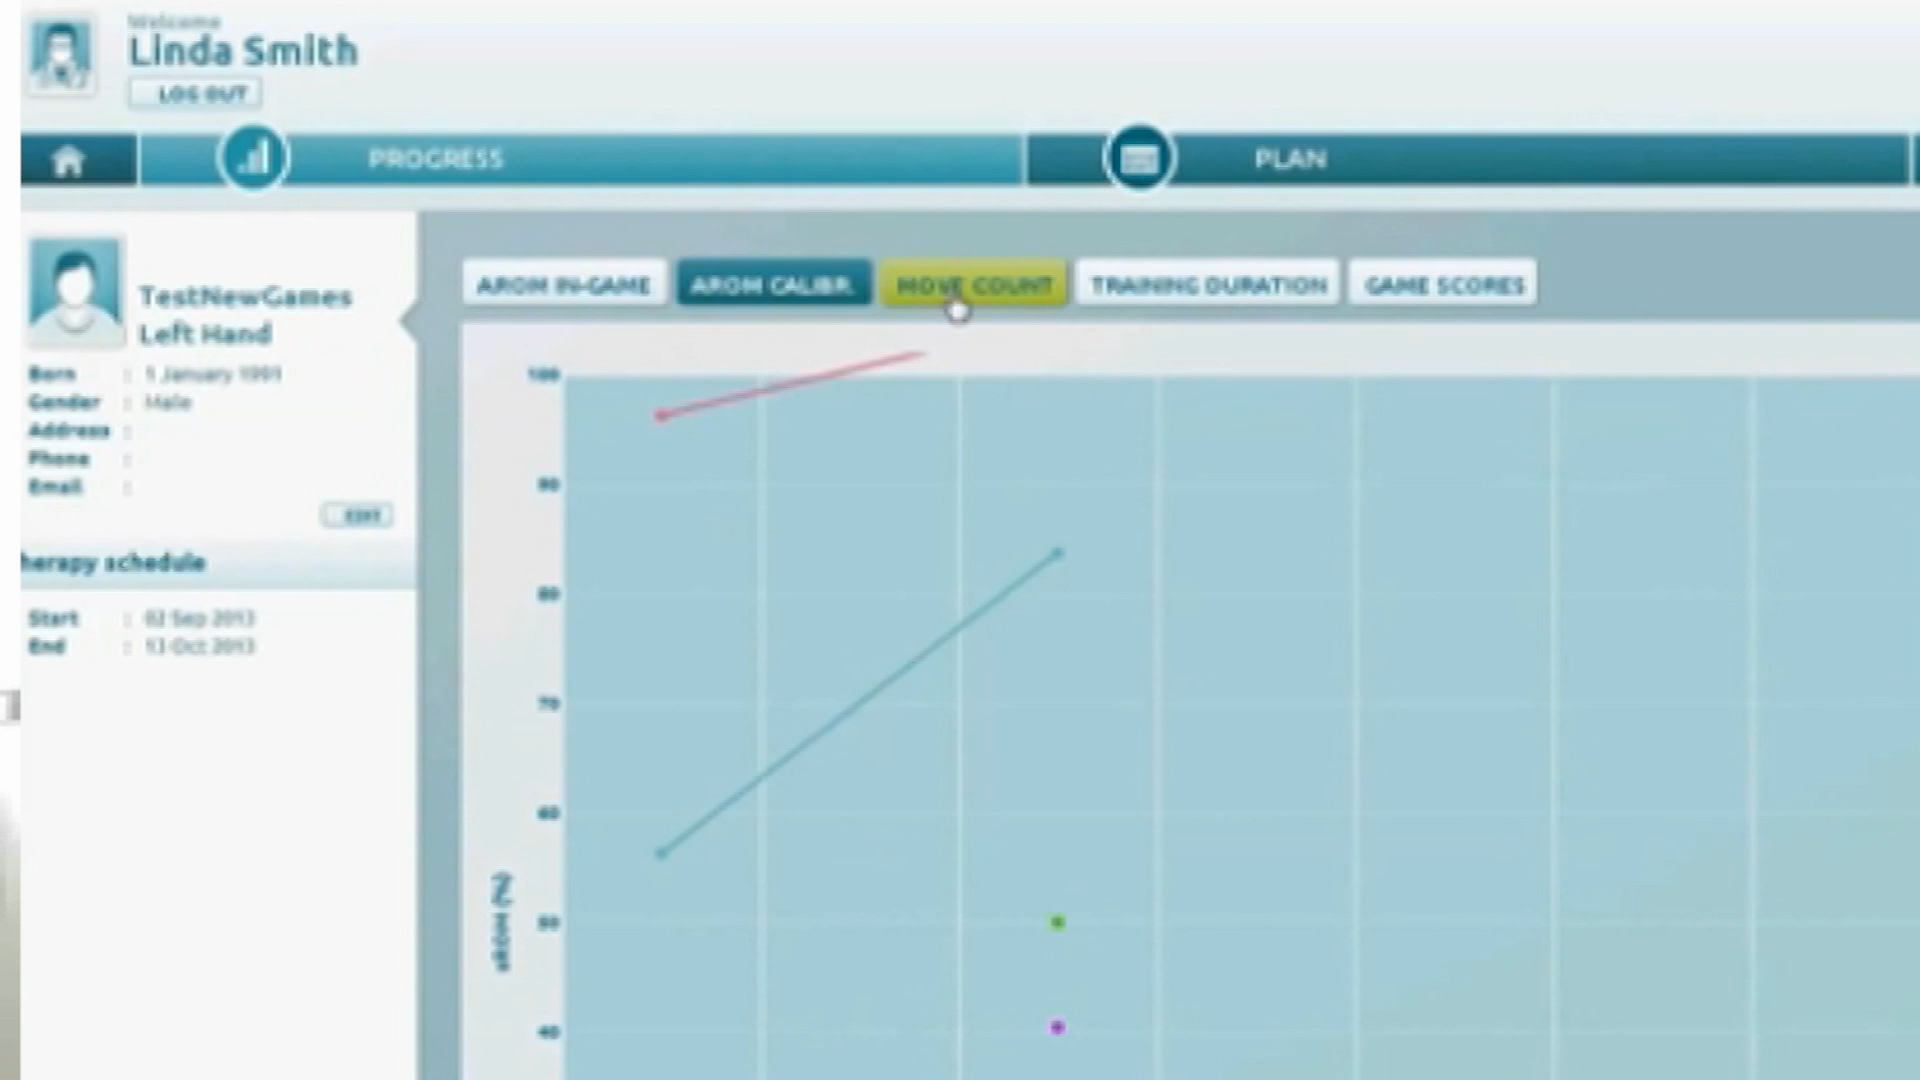 Welcome
Linda Smith
LOG OUT
PROGRESS
PLAN
TestNewGames
Left Hand
AROM IN-GAME
AROM CALIBR.
MOVE COUNT
TRAINING DURATION
GAME SCORES
Born : 1 January 1991
Gender : Male
Address :
Phone :
Email :
EDIT
herapy schedule
Start : 02 Sep 2013
End : 13 Oct 2013
100
90
80
70
60
50
40
aROM (%)